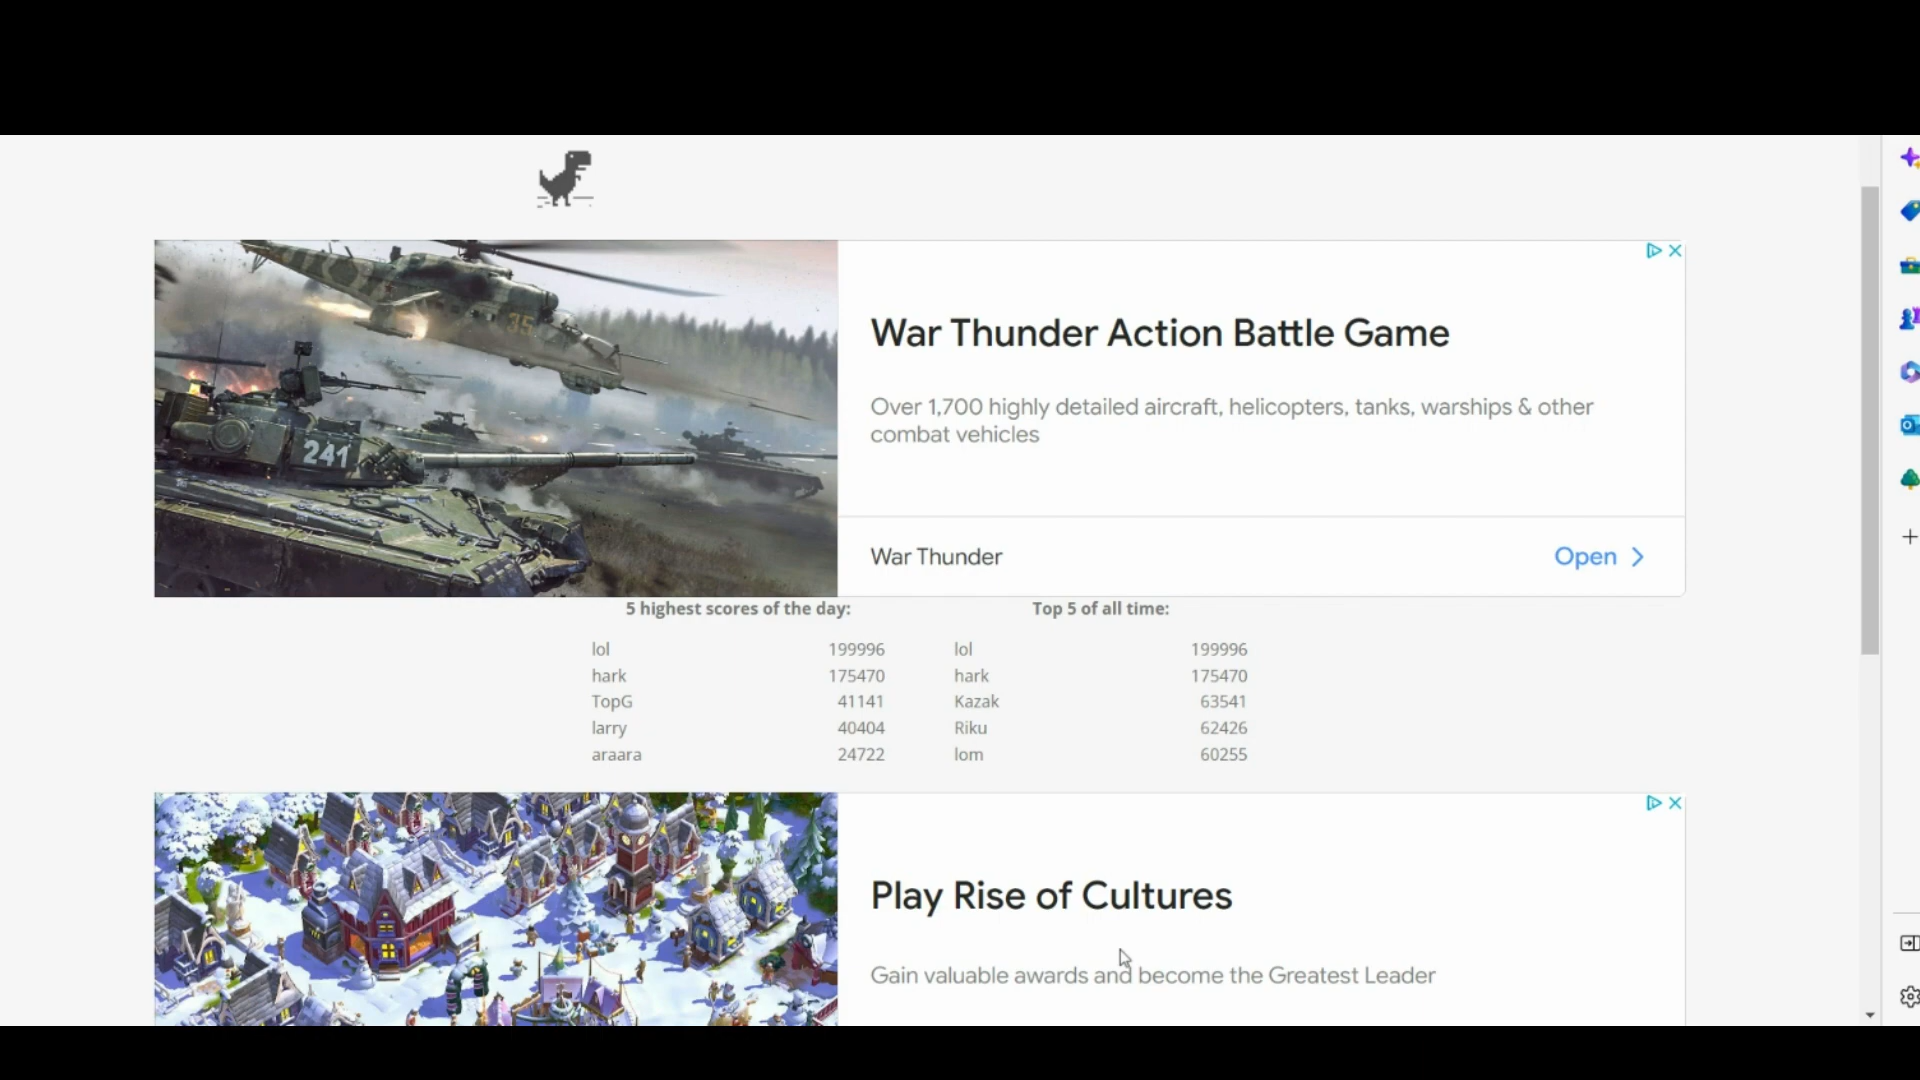 35
241
War Thunder Action Battle Game
Over 1,700 highly detailed aircraft, helicopters, tanks, warships & other
combat vehicles
War Thunder
Open
5 highest scores of the day:
lol 199996
hark 175470
TopG 41141
larry 40404
araara 24722
Top 5 of all time:
lol 199996
hark 175470
Kazak 63541
Riku 62426
lom 60255
Play Rise of Cultures
Gain valuable awards and become the Greatest Leader